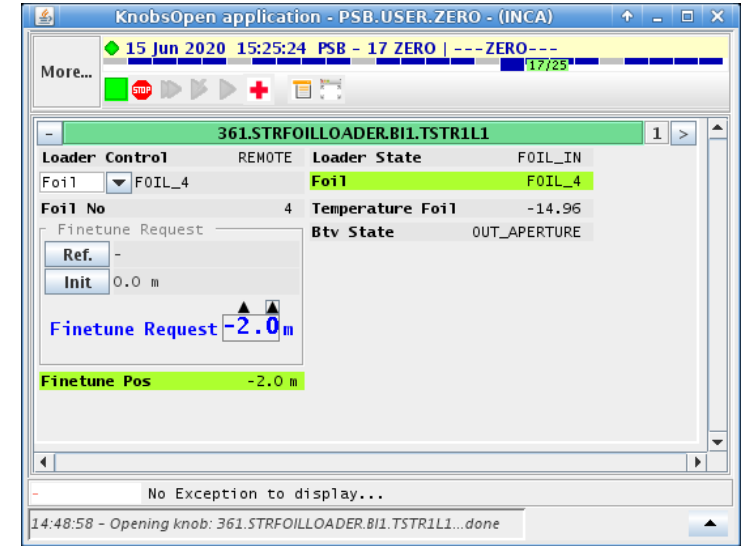 KnobsOpen application - PSB.USER.ZERO - (INCA)
More...
15 Jun 2020 15:25:24 PSB - 17 ZERO | ---ZERO---
17/25
STOP
- 361.STRFOILLOADER.BI1.TSTR1L1 1 >
Loader Control REMOTE Loader State FOIL_IN
Foil FOIL_4 Foil FOIL_4
Foil No 4 Temperature Foil -14.96
Finetune Request Btv State OUT_APERTURE
Ref. -
Init 0.0 m
Finetune Request -2.0 m
Finetune Pos -2.0 m
- No Exception to display...
14:48:58 - Opening knob: 361.STRFOILLOADER.BI1.TSTR1L1...done